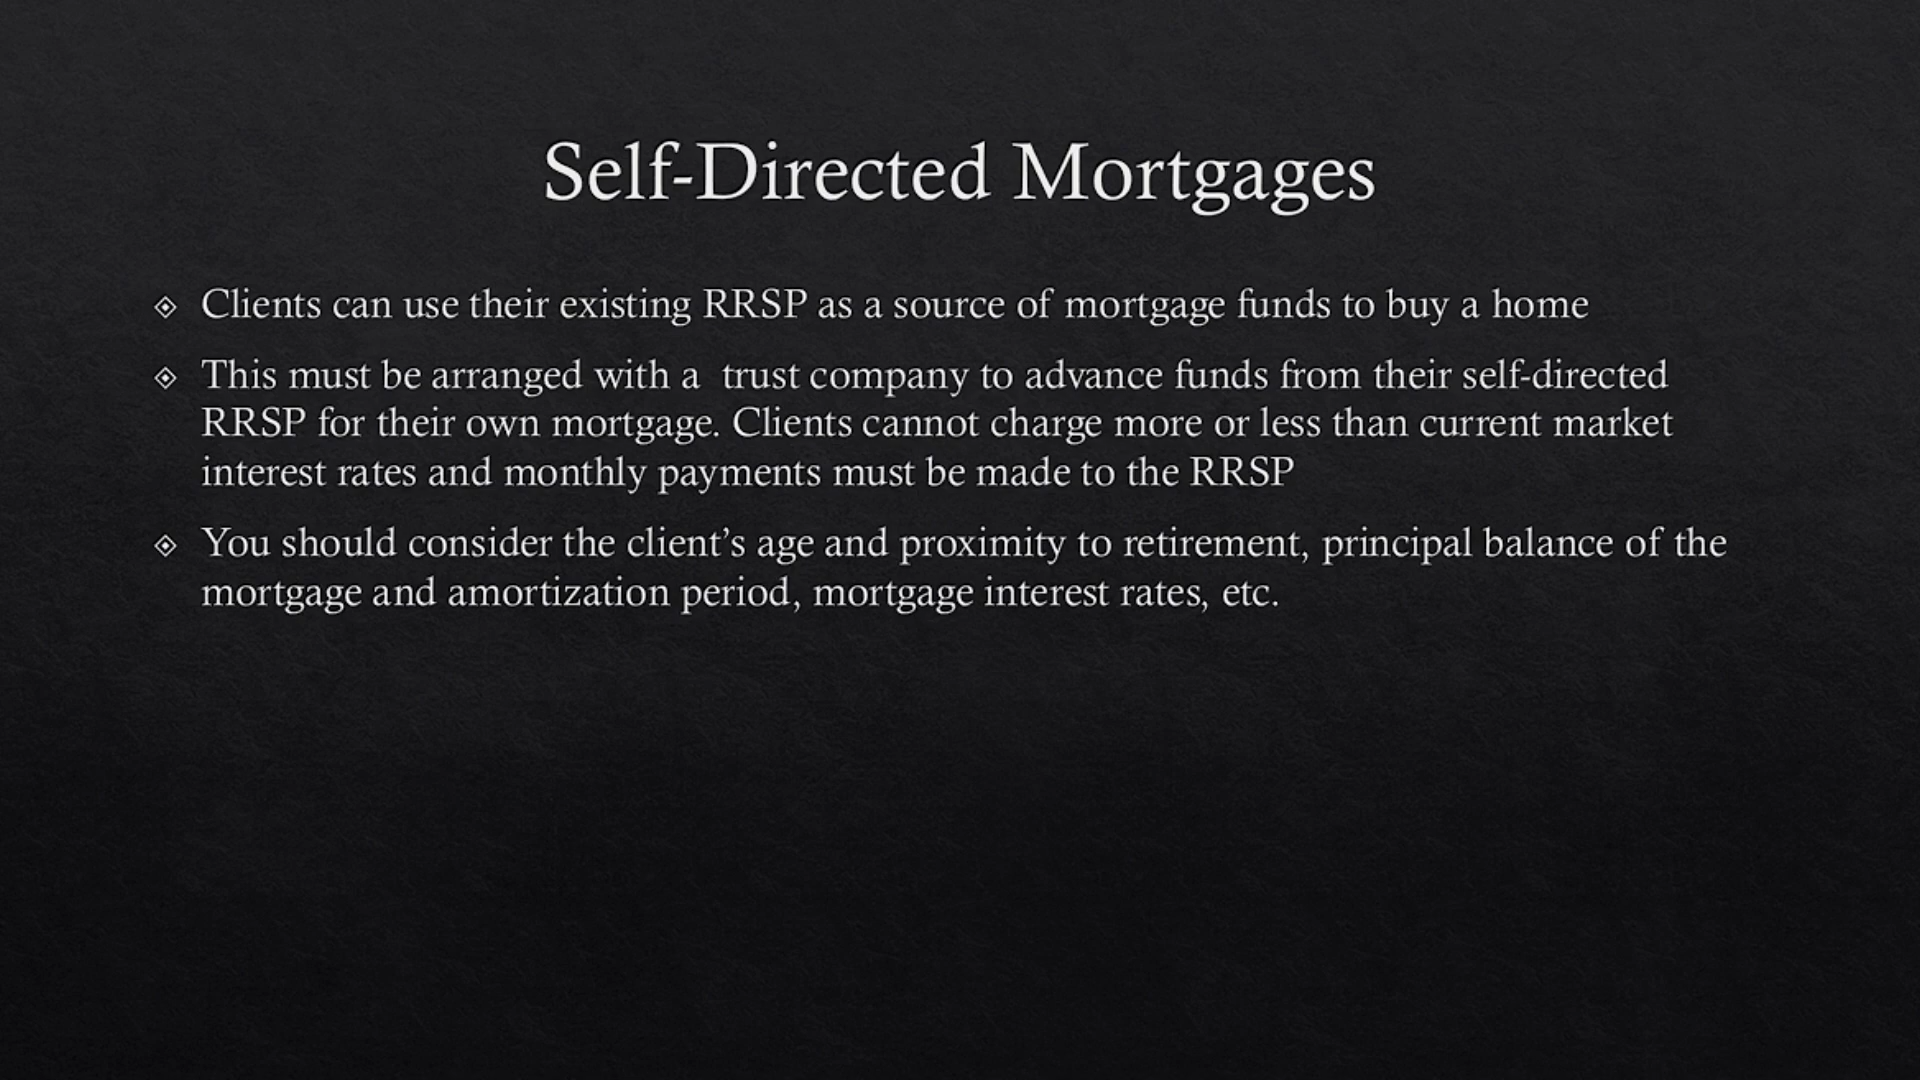 Self-Directed Mortgages
Clients can use their existing RRSP as a source of mortgage funds to buy a home
This must be arranged with a  trust company to advance funds from their self-directed
RRSP for their own mortgage. Clients cannot charge more or less than current market
interest rates and monthly payments must be made to the RRSP
You should consider the client’s age and proximity to retirement, principal balance of the
mortgage and amortization period, mortgage interest rates, etc.